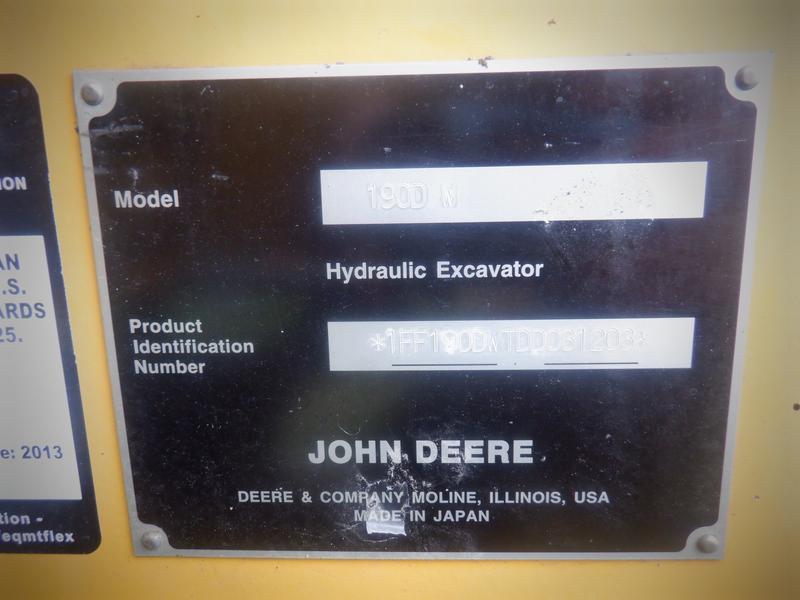 ION
AN
.S.
ARDS
25.
e: 2013
tion -
/eqmtflex
Model 190D W
Hydraulic Excavator
Product
Identification
Number
*1FF190DWTDD031203*
JOHN DEERE
DEERE & COMPANY MOLINE, ILLINOIS, USA
MADE IN JAPAN